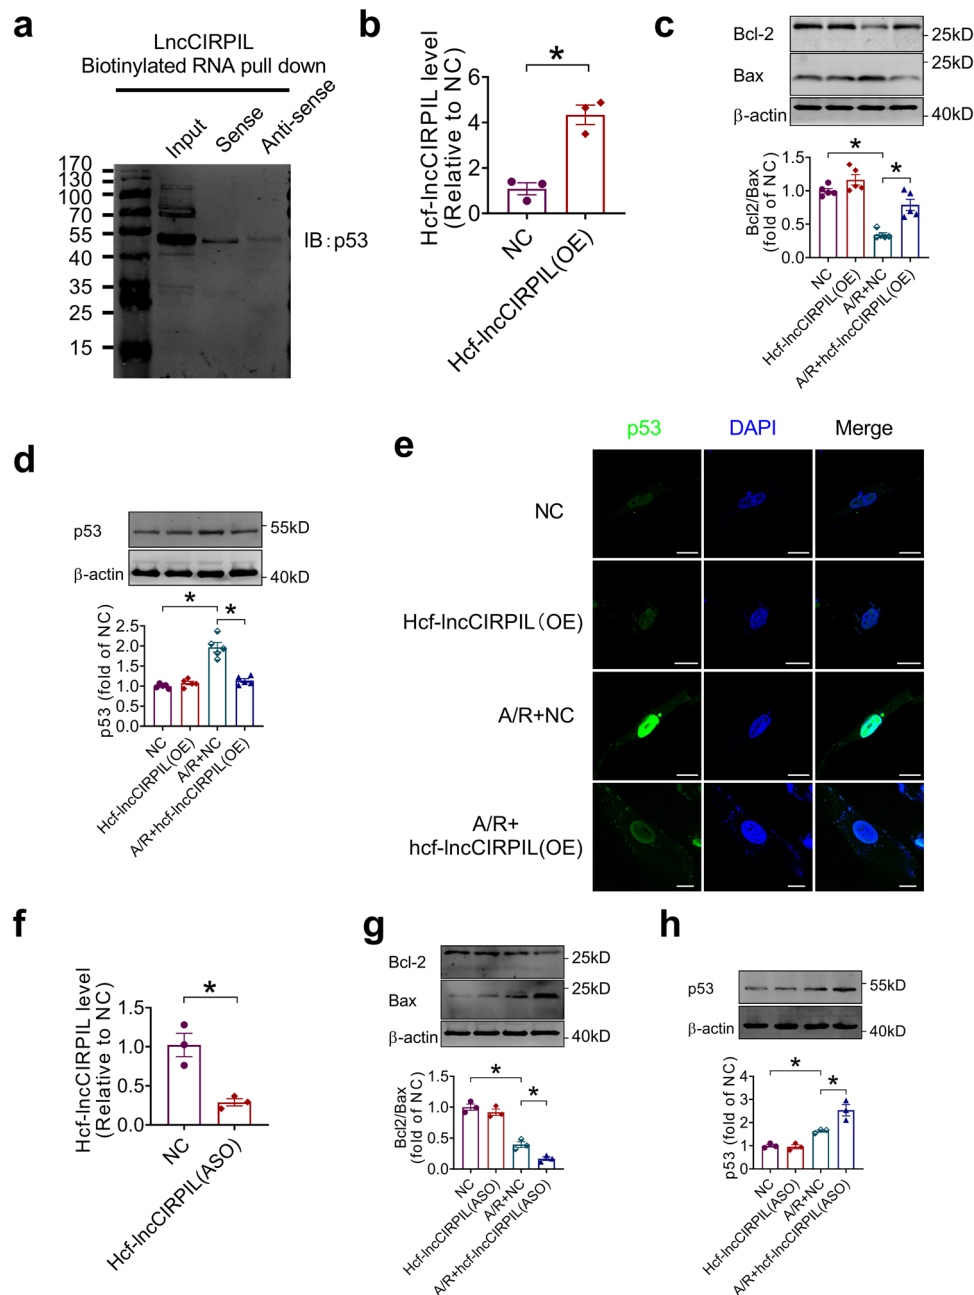 a
LncCIRPIL
Biotinylated RNA pull down
Input
Sense
Anti-sense
170
130
100
70
55
40
35
25
15
IB:p53
b
Hcf-lncCIRPIL level
(Relative to NC)
6
4
2
0
*
NC
Hcf-lncCIRPIL(OE)
c
Bcl-2
25kD
25kD
Bax
β-actin
40kD
Bcl2/Bax
(fold of NC)
1.5
1.0
0.5
0.0
*
*
NC
Hcf-lncCIRPIL(OE)
A/R+NC
A/R+hcf-lncCIRPIL(OE)
d
p53
55kD
β-actin
40kD
p53 (fold of NC)
2.5
2.0
1.5
1.0
0.5
0.0
*
*
NC
Hcf-lncCIRPIL(OE)
A/R+NC
A/R+hcf-lncCIRPIL(OE)
e
p53
DAPI
Merge
NC
Hcf-lncCIRPIL(OE)
A/R+NC
A/R+
hcf-lncCIRPIL(OE)
f
Hcf-lncCIRPIL level
(Relative to NC)
1.5
1.0
0.5
0.0
*
NC
Hcf-lncCIRPIL(ASO)
g
Bcl-2
25kD
Bax
25kD
β-actin
40kD
Bcl2/Bax
(fold of NC)
1.5
1.0
0.5
0.0
*
*
NC
Hcf-lncCIRPIL(ASO)
A/R+NC
A/R+hcf-lncCIRPIL(ASO)
h
p53
55kD
β-actin
40kD
p53 (fold of NC)
4
3
2
1
0
*
*
NC
Hcf-lncCIRPIL(ASO)
A/R+NC
A/R+hcf-lncCIRPIL(ASO)